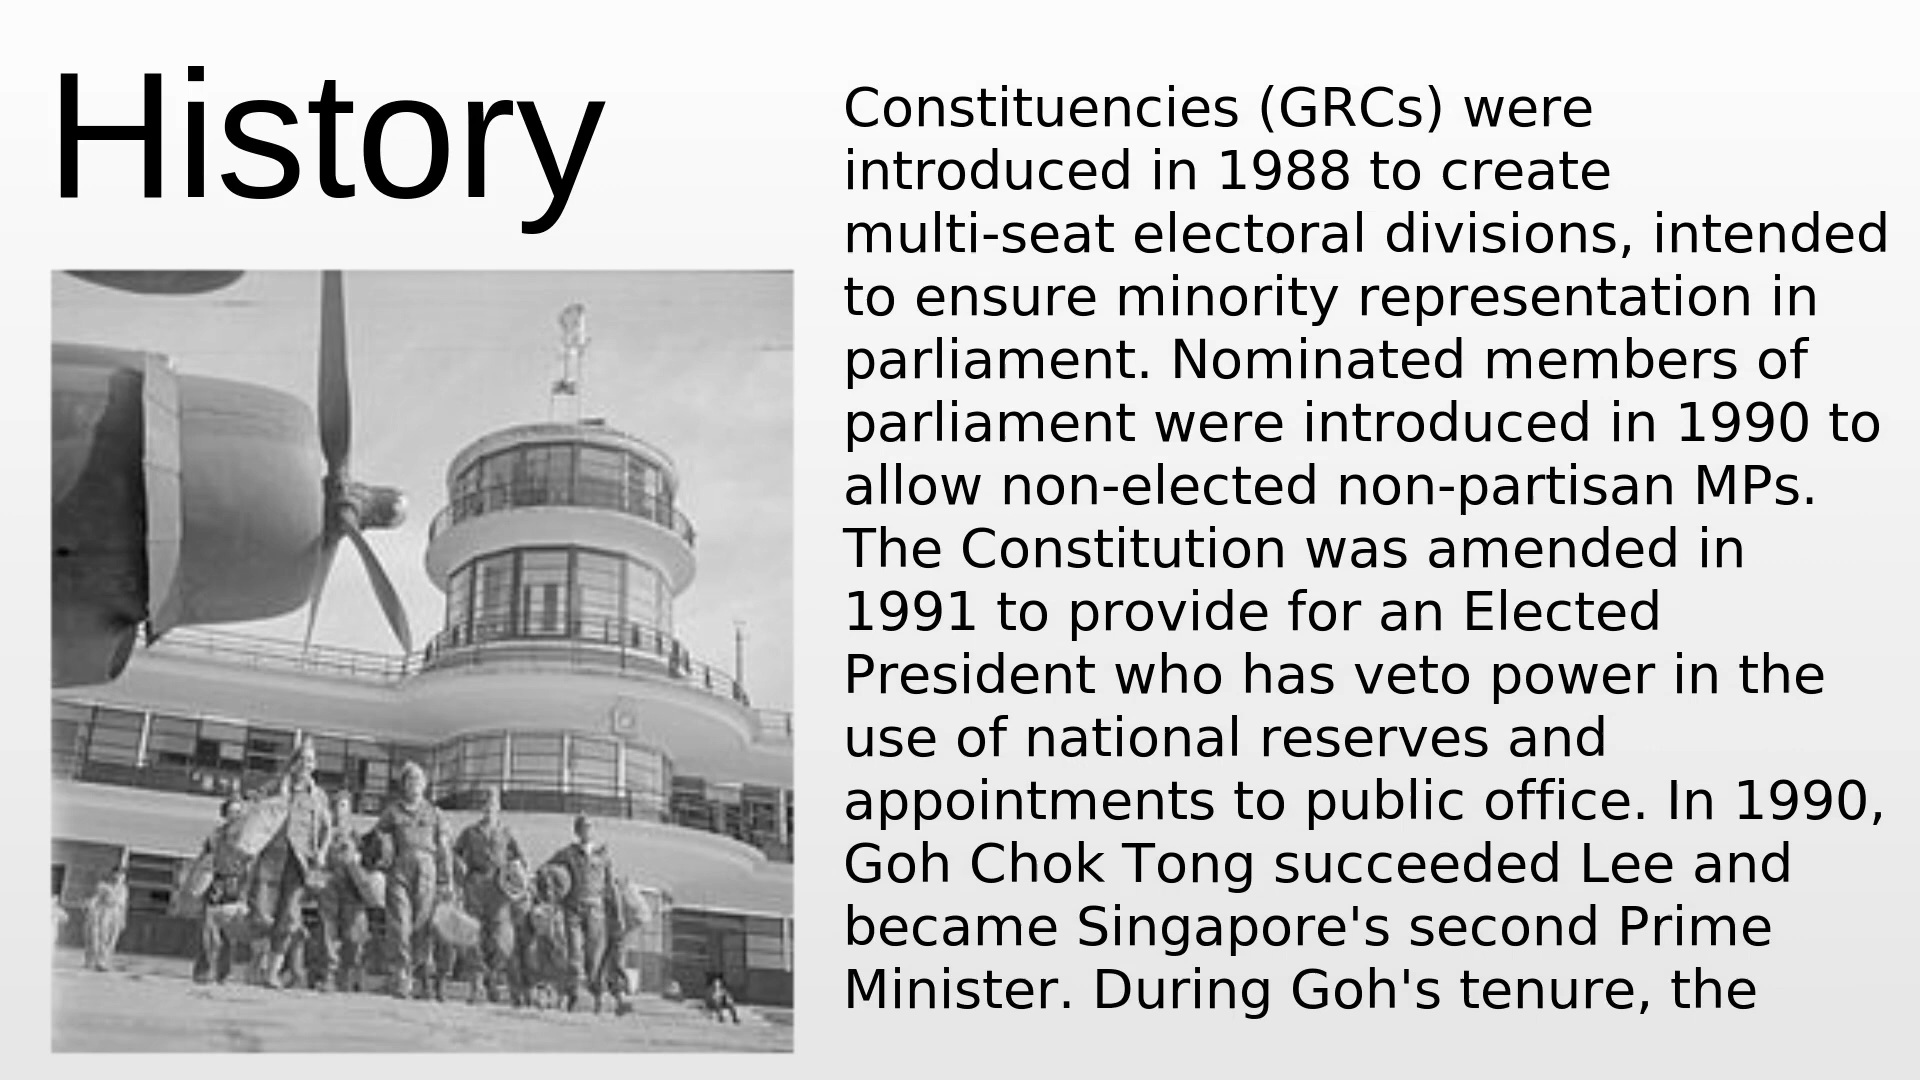 History
Constituencies (GRCs) were
introduced in 1988 to create
multi-seat electoral divisions, intended
to ensure minority representation in
parliament. Nominated members of
parliament were introduced in 1990 to
allow non-elected non-partisan MPs.
The Constitution was amended in
1991 to provide for an Elected
President who has veto power in the
use of national reserves and
appointments to public office. In 1990,
Goh Chok Tong succeeded Lee and
became Singapore's second Prime
Minister. During Goh's tenure, the